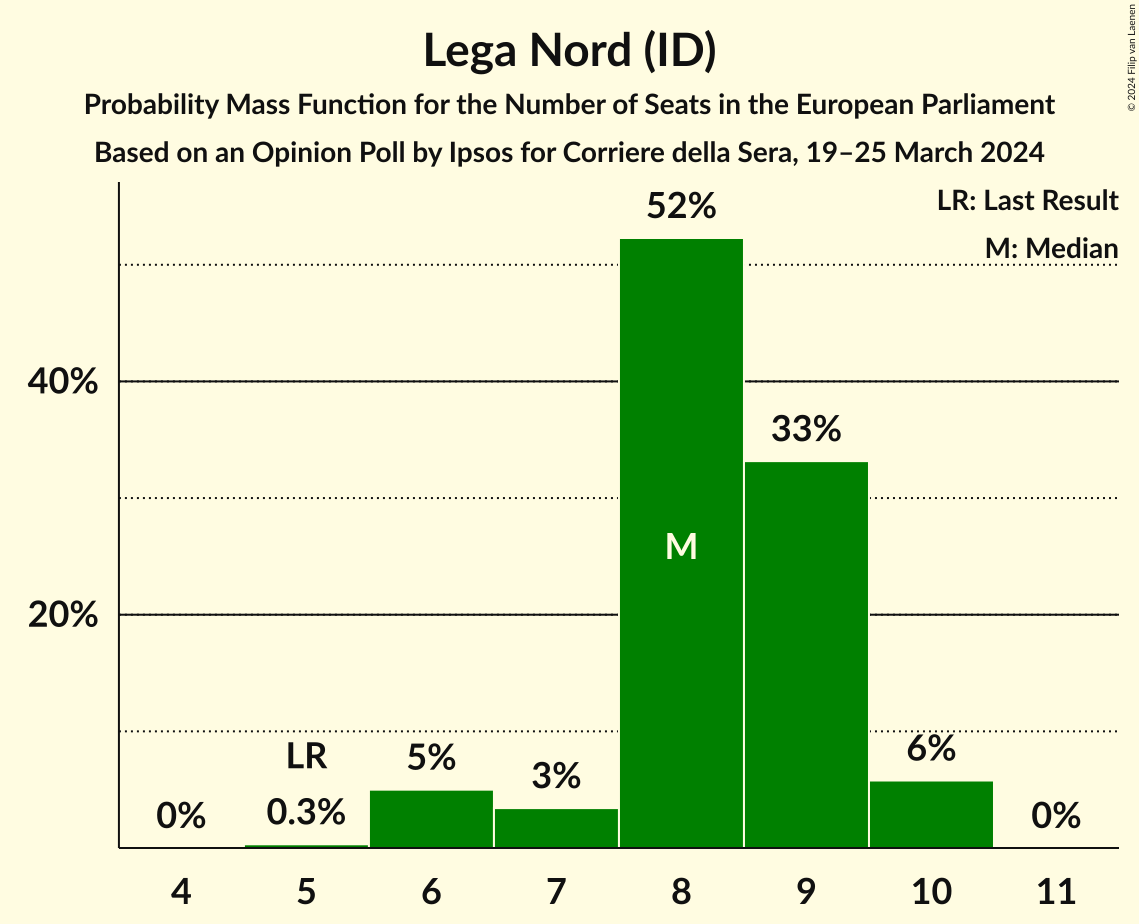 Lega Nord (ID)
Probability Mass Function for the Number of Seats in the European Parliament
Based on an Opinion Poll by Ipsos for Corriere della Sera, 19–25 March 2024
© 2024 Filip van Laenen
LR: Last Result
M: Median
52%
40%
33%
M
20%
LR
5%
3%
6%
0%
0.3%
0%
4 5 6 7 8 9 10 11